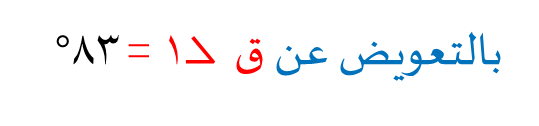 بالتعويض عن ق ∠١ = ٨٣°